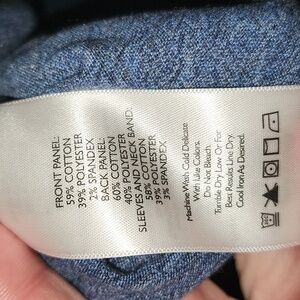 FRONT PANEL:
59% COTTON
39% POLYESTER
2% SPANDEX
BACK PANEL:
60% COTTON
40% POLYESTER
SLEEVES AND NECK BAND:
58% COTTON
39% POLYESTER
3% SPANDEX
Machine Wash Cold Delicate
With Like Colors.
Do Not Bleach.
Tumble Dry Low Or For
Best Results Line Dry.
Cool Iron As Desired.